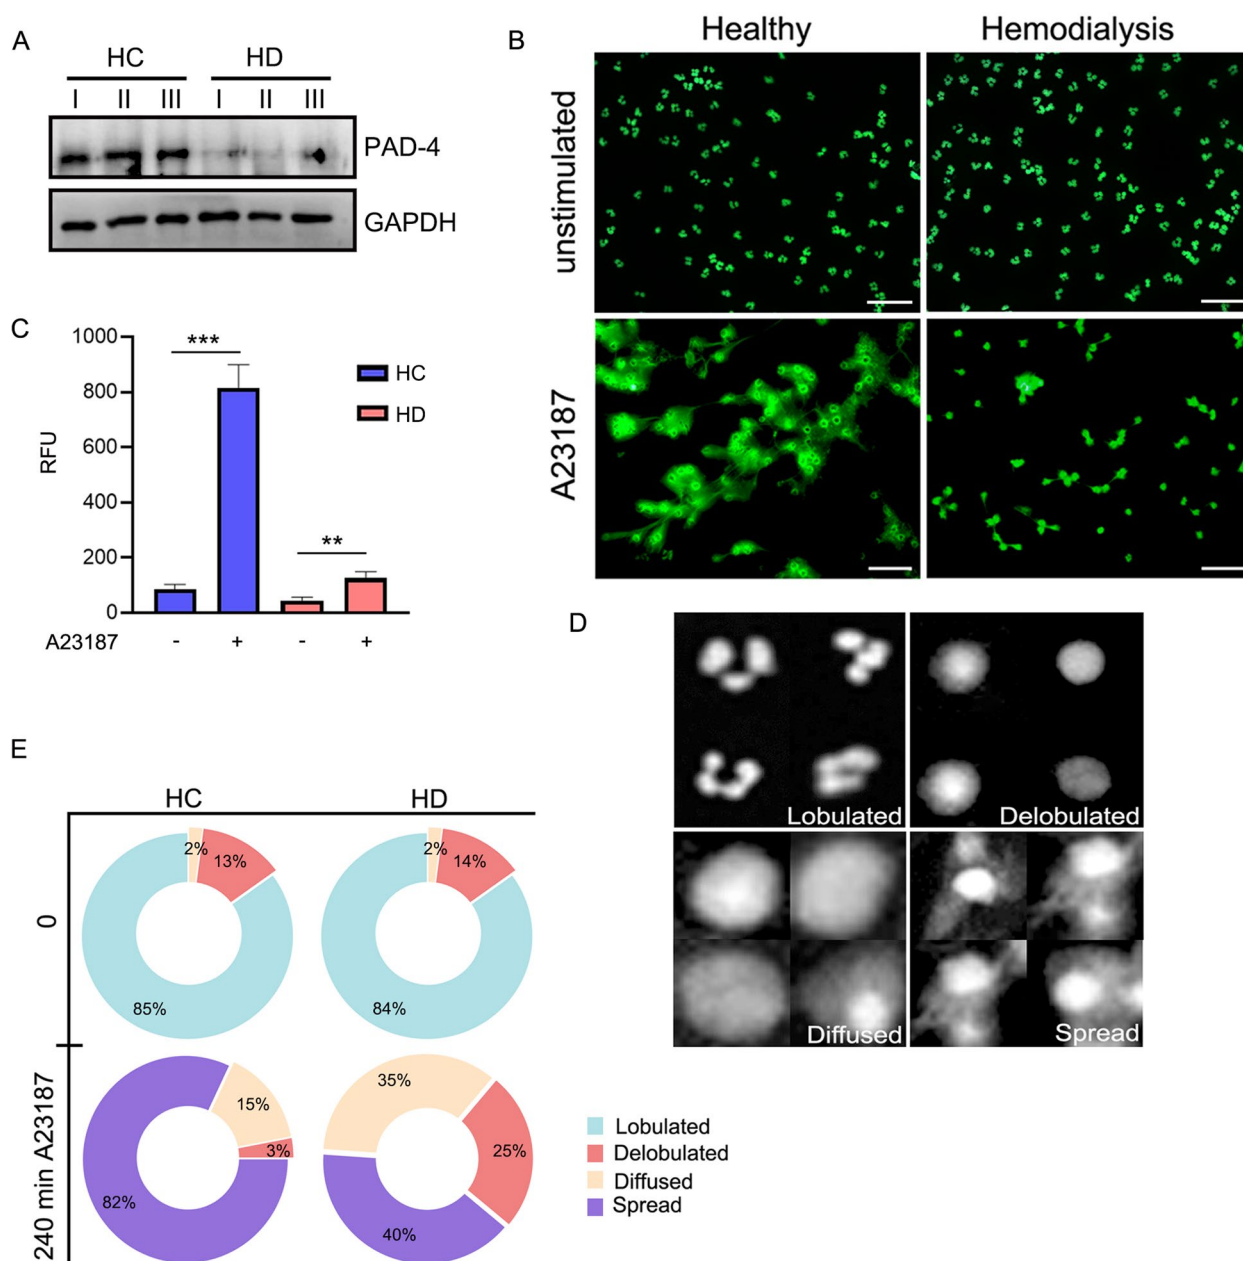 A
HC HD
I II III I II III
PAD-4
GAPDH
B
Healthy Hemodialysis
unstimulated
A23187
C
1000
800
600
400
200
0
RFU
***
**
HC
HD
A23187 - + - +
D
Lobulated Delobulated
Diffused Spread
E
HC HD
0
2% 13% 85%
2% 14% 84%
240 min A23187
15% 3% 82%
35% 25% 40%
Lobulated
Delobulated
Diffused
Spread